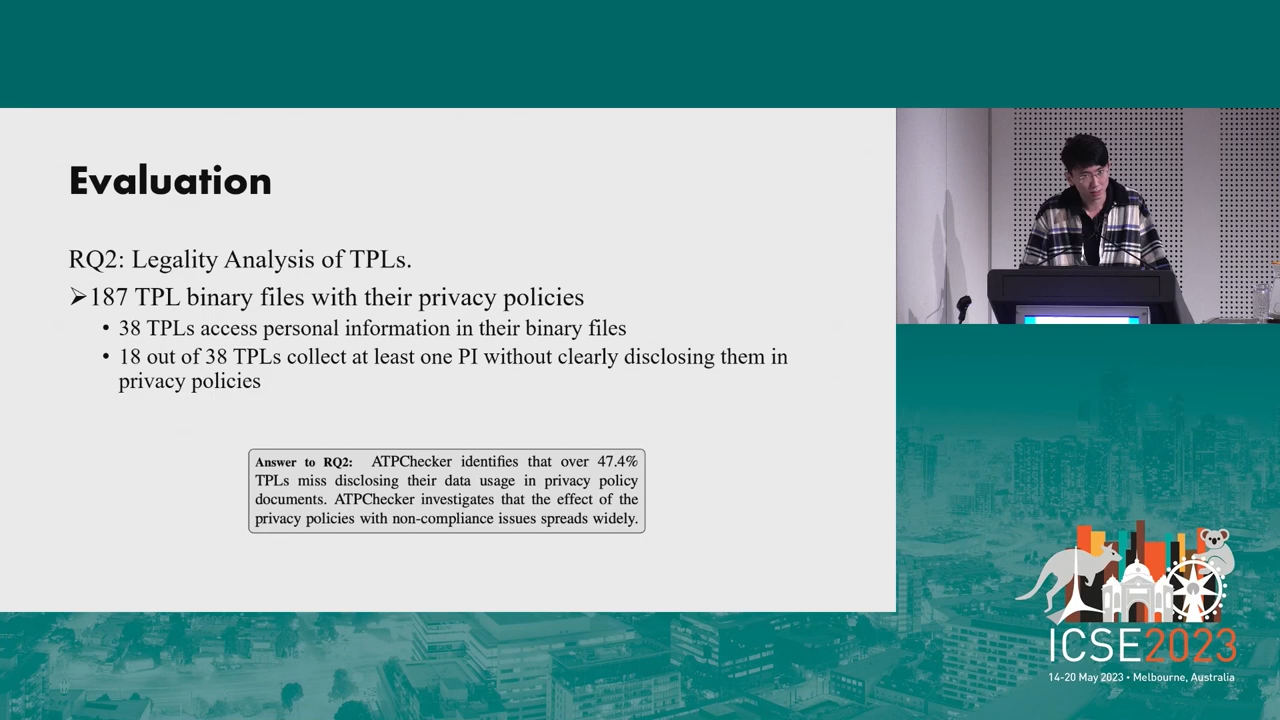 Evaluation
RQ2: Legality Analysis of TPLs.
➢187 TPL binary files with their privacy policies
• 38 TPLs access personal information in their binary files
• 18 out of 38 TPLs collect at least one PI without clearly disclosing them in
privacy policies
Answer to RQ2: ATPChecker identifies that over 47.4%
TPLs miss disclosing their data usage in privacy policy
documents. ATPChecker investigates that the effect of the
privacy policies with non-compliance issues spreads widely.
ICSE2023
14-20 May 2023 • Melbourne, Australia